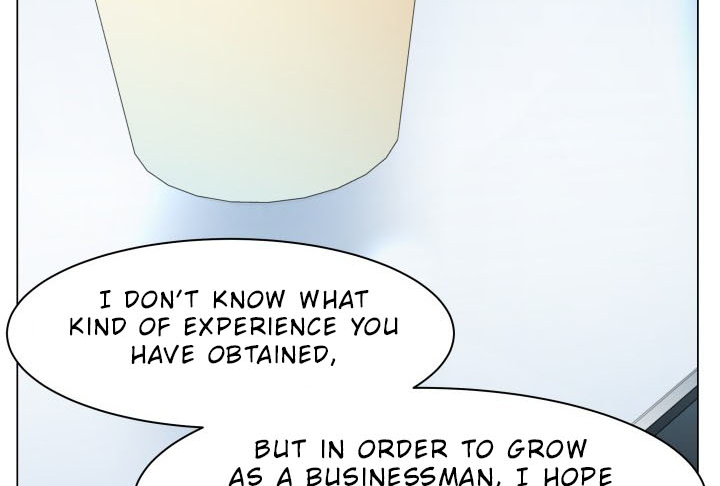 I DON'T KNOW WHAT
KIND OF EXPERIENCE YOU
HAVE OBTAINED,
BUT IN ORDER TO GROW
AS A BUSINESSMAN, I HOPE